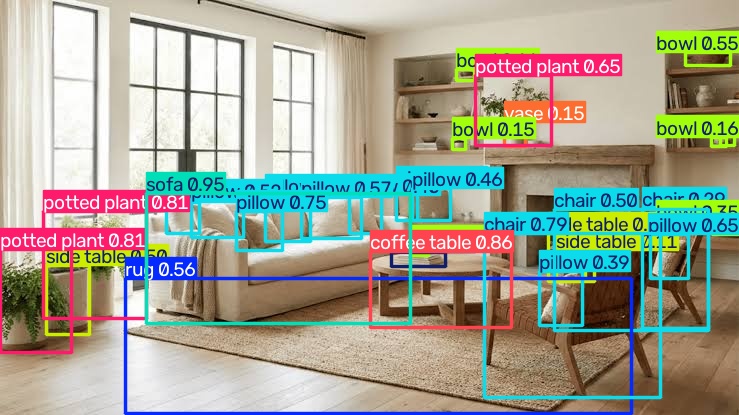 bowl 0.55
potted plant 0.65
vase 0.15
bowl 0.15
bowl 0.16
sofa 0.95
pillow 0.46
potted plant 0.81
pillow 0.57
pillow 0.75
chair 0.50
chair 0.79
pillow 0.65
potted plant 0.81
coffee table 0.86
side table
rug 0.56
side table
pillow 0.39